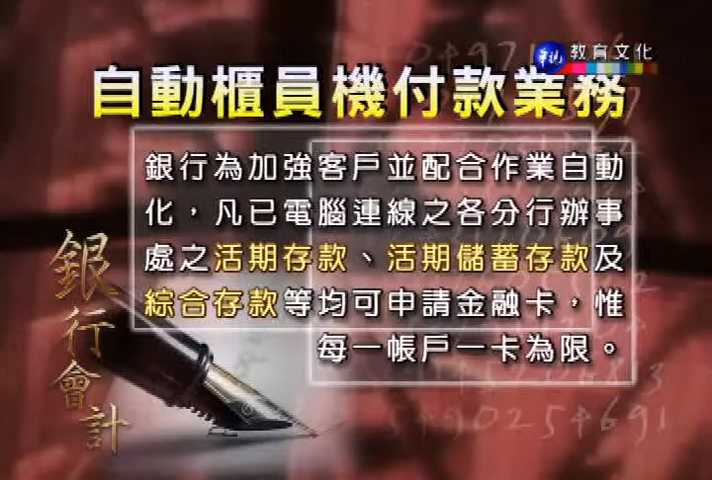 華視 教育文化
自動櫃員機付款業務
銀行為加強客戶並配合作業自動
化，凡已電腦連線之各分行辦事
處之活期存款、活期儲蓄存款及
綜合存款等均可申請金融卡，惟
每一帳戶一卡為限。
銀行會計
5490254691